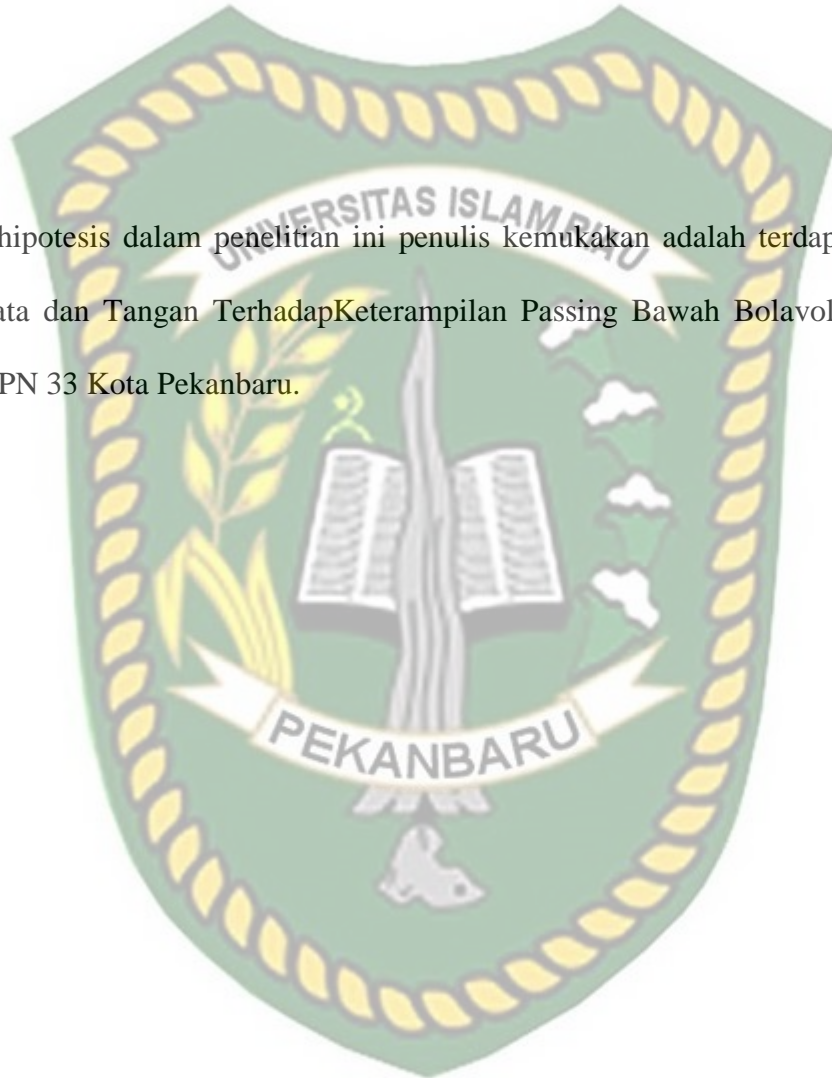 UNIVERSITAS ISLAM RIAU
hipotesis dalam penelitian ini penulis kemukakan adalah terdap
ata dan Tangan TerhadapKeterampilan Passing Bawah Bolavol
PN 33 Kota Pekanbaru.
PEKANBARU